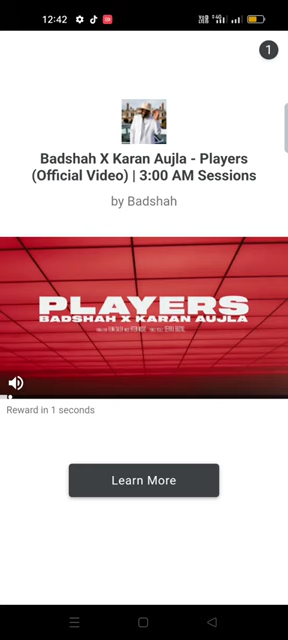 12:42
1
Badshah X Karan Aujla - Players
(Official Video) | 3:00 AM Sessions
by Badshah
PLAYERS
BADSHAH X KARAN AUJLA
Reward in 1 seconds
Learn More